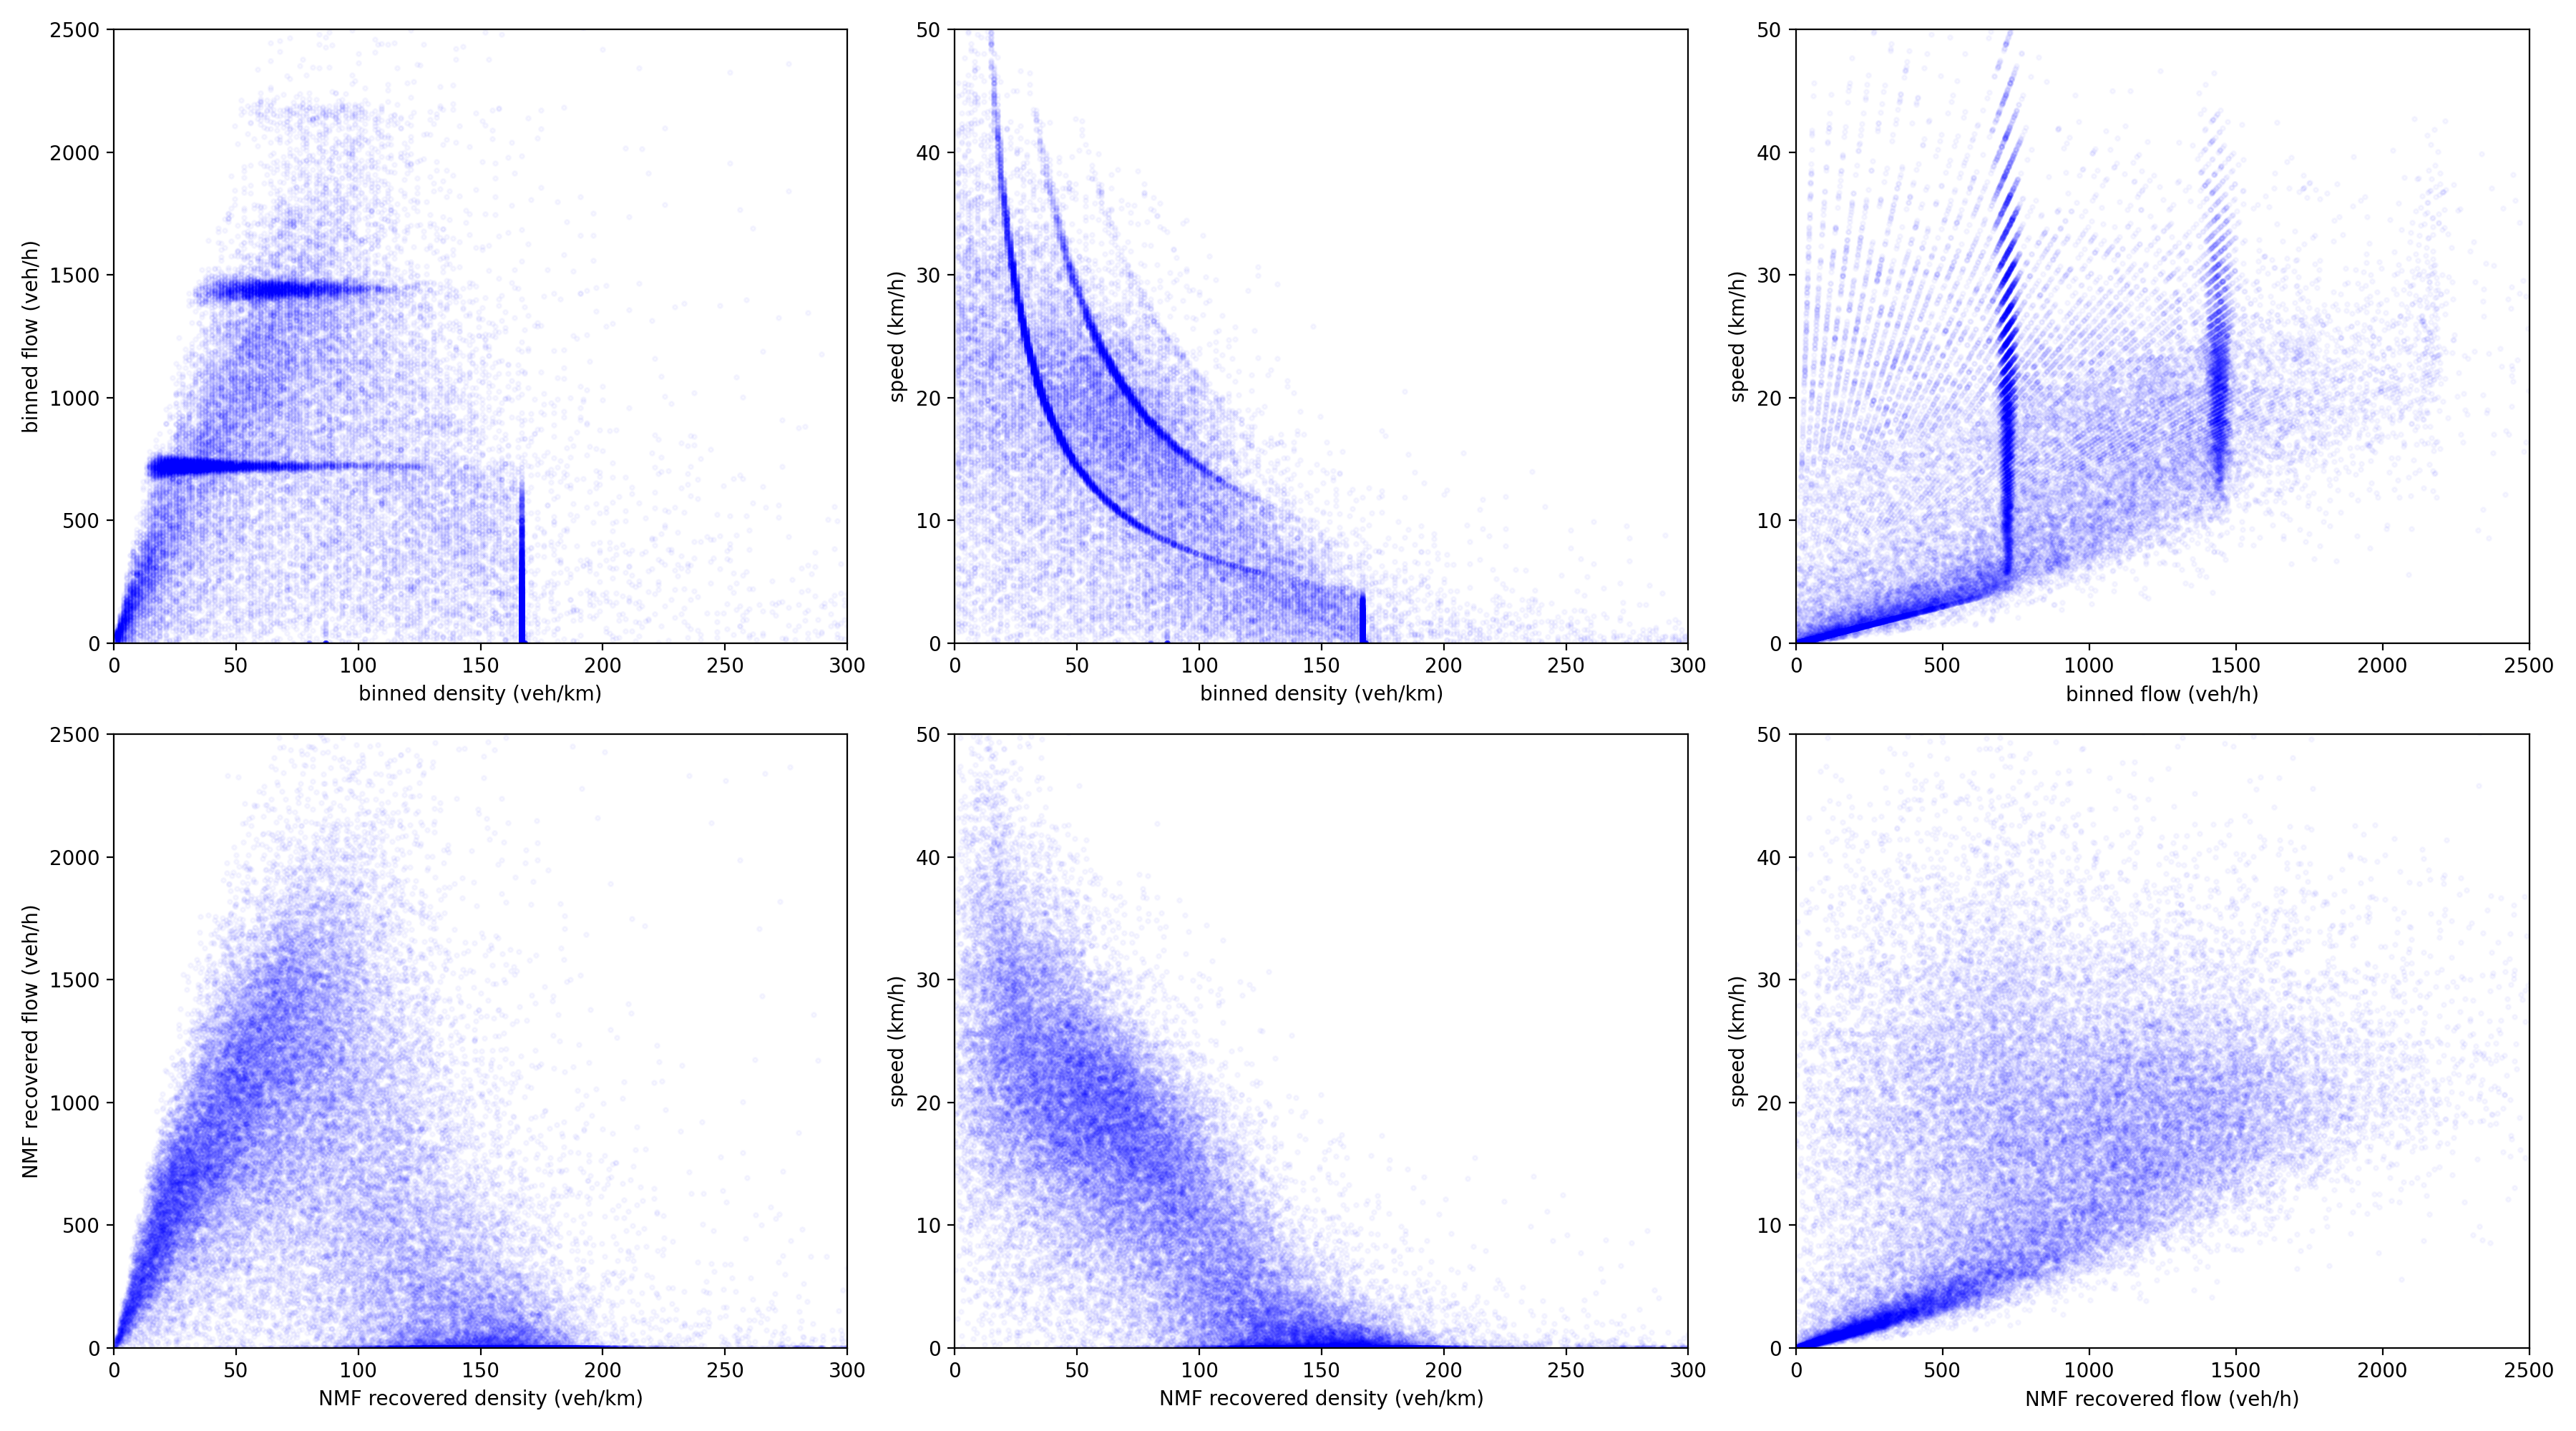 2500
2000
1500
1000
500
0
binned flow (veh/h)
0 50 100 150 200 250 300
binned density (veh/km)
50
40
30
20
10
0
speed (km/h)
0 50 100 150 200 250 300
binned density (veh/km)
50
40
30
20
10
0
speed (km/h)
0 500 1000 1500 2000 2500
binned flow (veh/h)
2500
2000
1500
1000
500
0
NMF recovered flow (veh/h)
0 50 100 150 200 250 300
NMF recovered density (veh/km)
50
40
30
20
10
0
speed (km/h)
0 50 100 150 200 250 300
NMF recovered density (veh/km)
50
40
30
20
10
0
speed (km/h)
0 500 1000 1500 2000 2500
NMF recovered flow (veh/h)